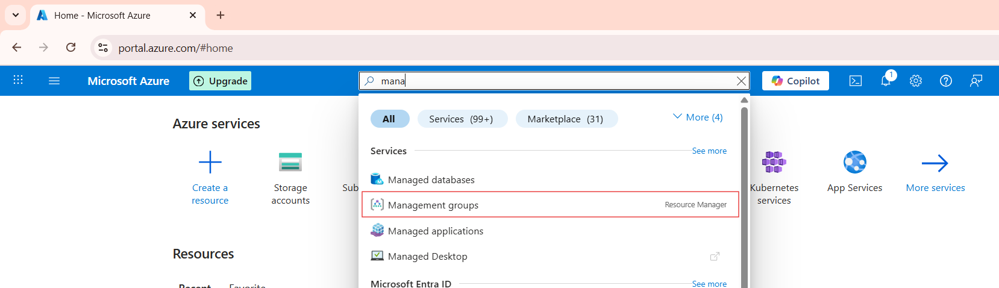 Home - Microsoft Azure
portal.azure.com/#home
Microsoft Azure
Upgrade
mana
Copilot
1
All
Services (99+)
Marketplace (31)
More (4)
Azure services
Services
See more
Create a resource
Storage accounts
Sub
Managed databases
Management groups
Resource Manager
Managed applications
Managed Desktop
Kubernetes services
App Services
More services
Resources
Recent
Favorite
Microsoft Entra ID
See more